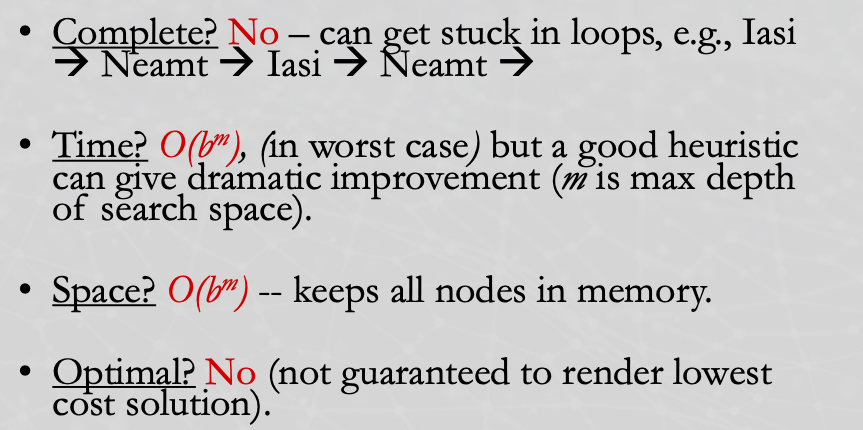 • Complete? No – can get stuck in loops, e.g., Iasi
➔ Neamt ➔ Iasi ➔ Neamt ➔
• Time? O(bᵐ), (in worst case) but a good heuristic
can give dramatic improvement (m is max depth
of search space).
• Space? O(bᵐ) -- keeps all nodes in memory.
• Optimal? No (not guaranteed to render lowest
cost solution).